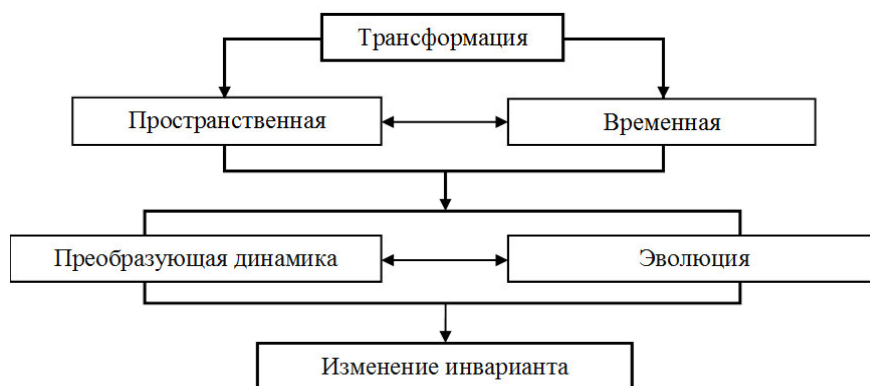 Трансформация
Пространственная
Временная
Преобразующая динамика
Эволюция
Изменение инварианта